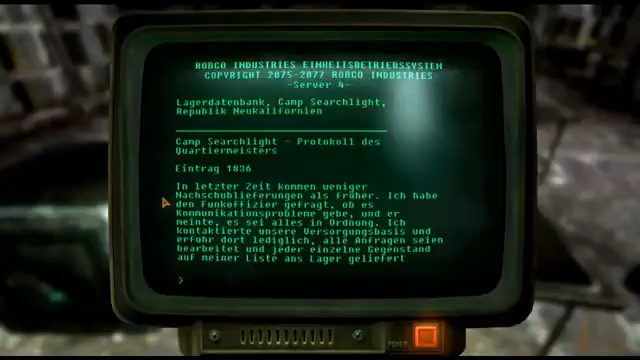 ROBCO INDUSTRIES EINHEITSBETRIEBSSYSTEM
COPYRIGHT 2075-2077 ROBCO INDUSTRIES
-Server 4-
Lagerdatenbank, Camp Searchlight,
Republik Neukalifornien
Camp Searchlight - Protokoll des
Quartiermeisters
Eintrag 1036
In letzter Zeit kommen weniger
Nachschublieferungen als früher. Ich habe
den Funkoffizier gefragt, ob es
Kommunikationsprobleme gebe, und er
meinte, es sei alles in Ordnung. Ich
kontaktierte unsere Versorgungsbasis und
erfuhr dort lediglich, alle Anfragen seien
bearbeitet und jeder einzelne Gegenstand
auf meiner Liste ans Lager geliefert
>
POWER